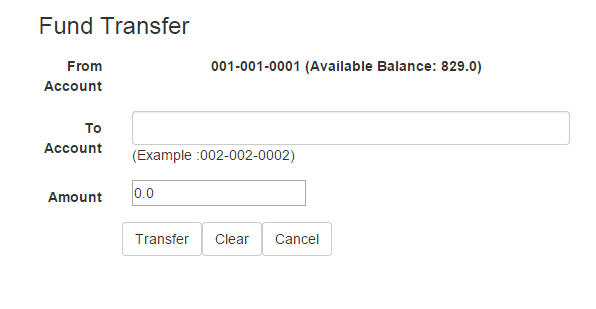 Fund Transfer
From Account
001-001-0001 (Available Balance: 829.0)
To Account
(Example :002-002-0002)
Amount
0.0
Transfer Clear Cancel